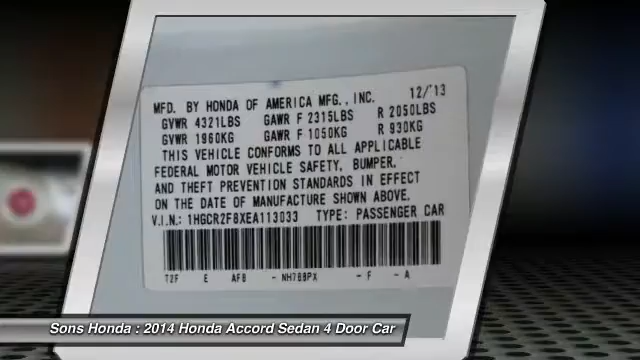 MFD. BY HONDA OF AMERICA MFG., INC. 12/'13
GVWR 4321LBS GAWR F 2315LBS R 2050LBS
GVWR 1960KG GAWR F 1050KG R 930KG
THIS VEHICLE CONFORMS TO ALL APPLICABLE
FEDERAL MOTOR VEHICLE SAFETY, BUMPER,
AND THEFT PREVENTION STANDARDS IN EFFECT
ON THE DATE OF MANUFACTURE SHOWN ABOVE.
V.I.N.: 1HGCR2F8XEA113033 TYPE: PASSENGER CAR
T2F E AF8 - NH788PX - F - A
Sons Honda : 2014 Honda Accord Sedan 4 Door Car